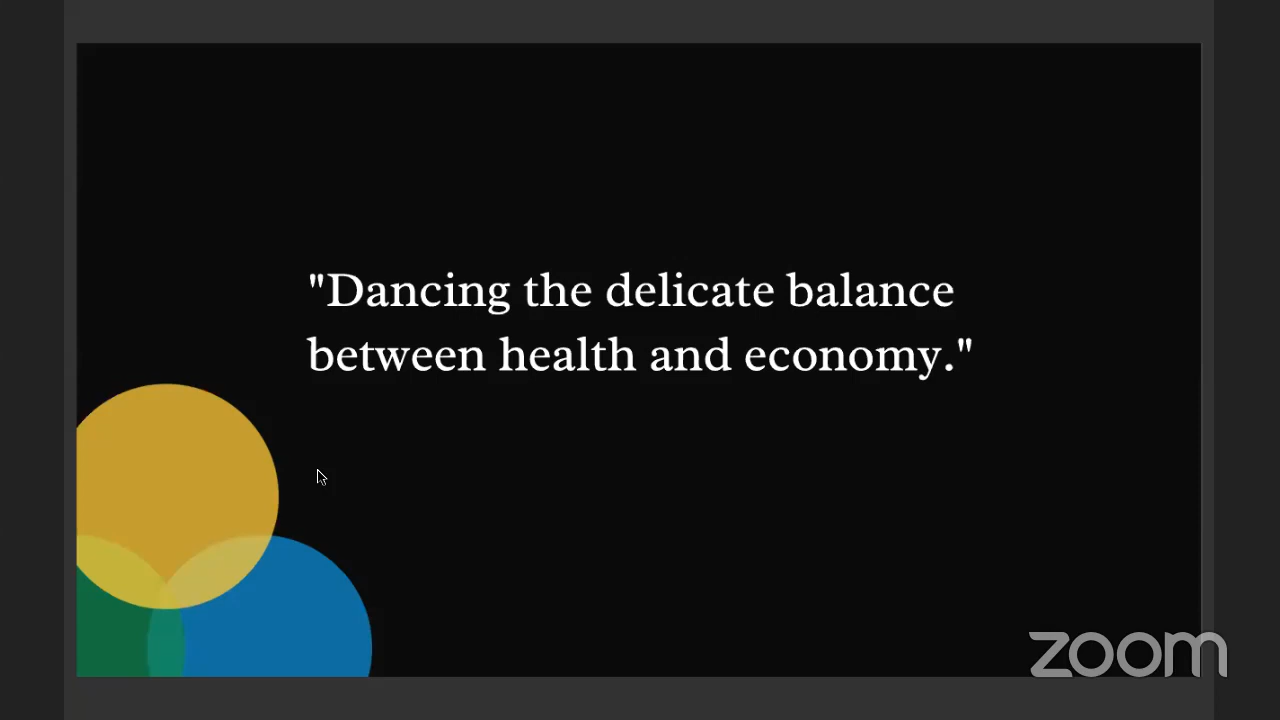 "Dancing the delicate balance
between health and economy."
zoom